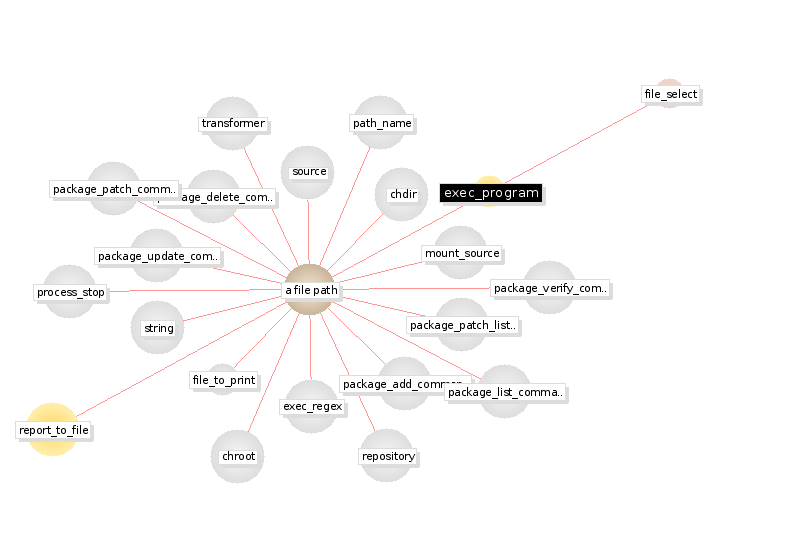 file_select
transformer
path_name
source
package_patch_comm..
age_delete_com..
chdir
exec_program
package_update_com..
mount_source
a file path
process_stop
package_verify_com..
string
package_patch_list..
file_to_print
package_add_comman
package_list_comma..
exec_regex
report_to_file
chroot
repository